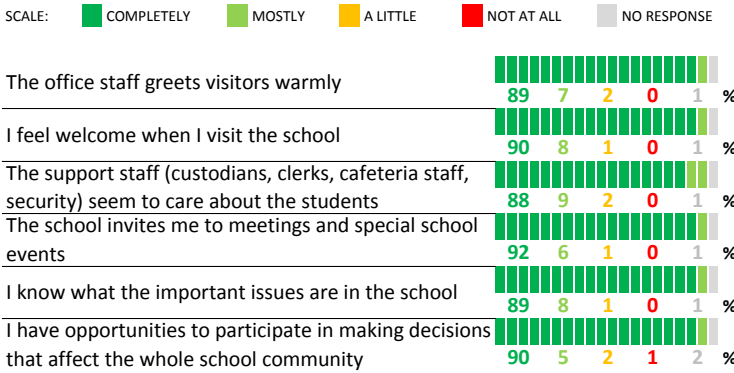 SCALE: COMPLETELY MOSTLY A LITTLE NOT AT ALL NO RESPONSE
The office staff greets visitors warmly
89 7 2 0 1 %
I feel welcome when I visit the school
90 8 1 0 1 %
The support staff (custodians, clerks, cafeteria staff,
security) seem to care about the students
88 9 2 0 1 %
The school invites me to meetings and special school
events
92 6 1 0 1 %
I know what the important issues are in the school
89 8 1 0 1 %
I have opportunities to participate in making decisions
that affect the whole school community
90 5 2 1 2 %